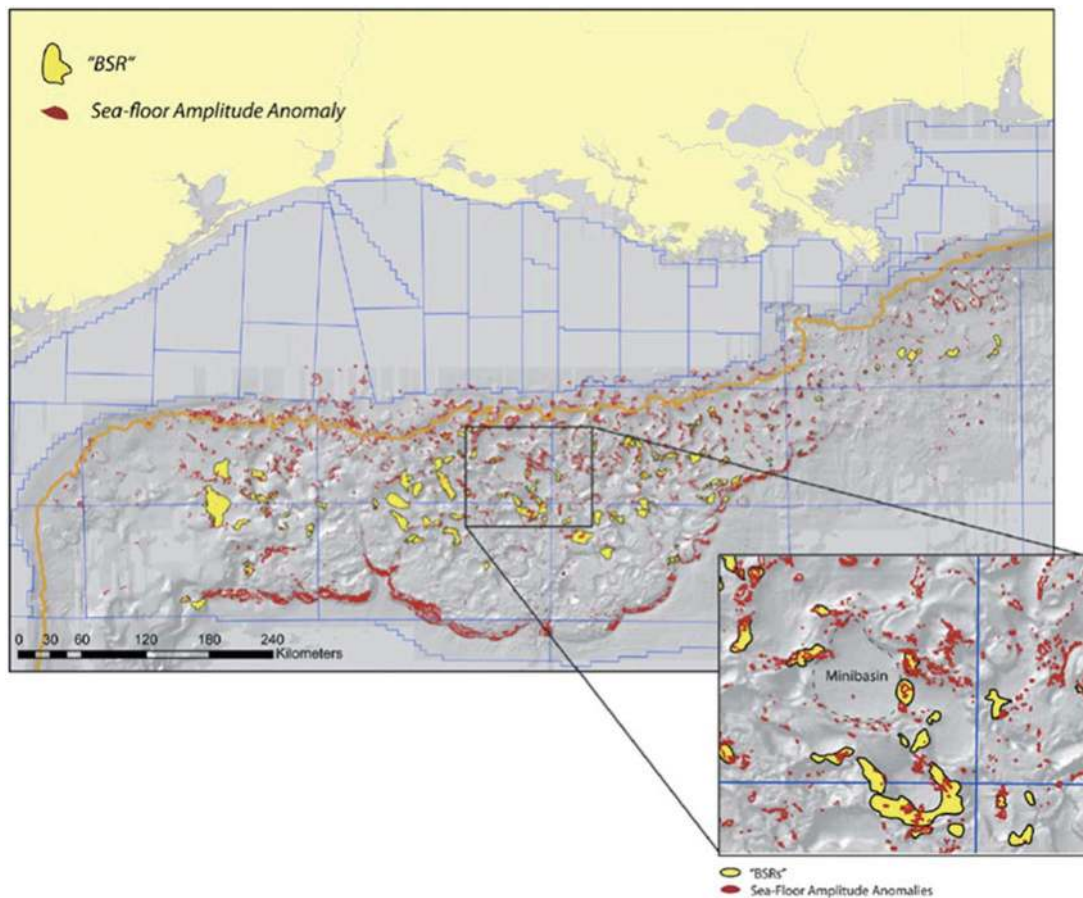 "BSR"
Sea-floor Amplitude Anomaly
0 30 60 120 180 240
Kilometers
Minibasin
"BSRs"
Sea-Floor Amplitude Anomalies